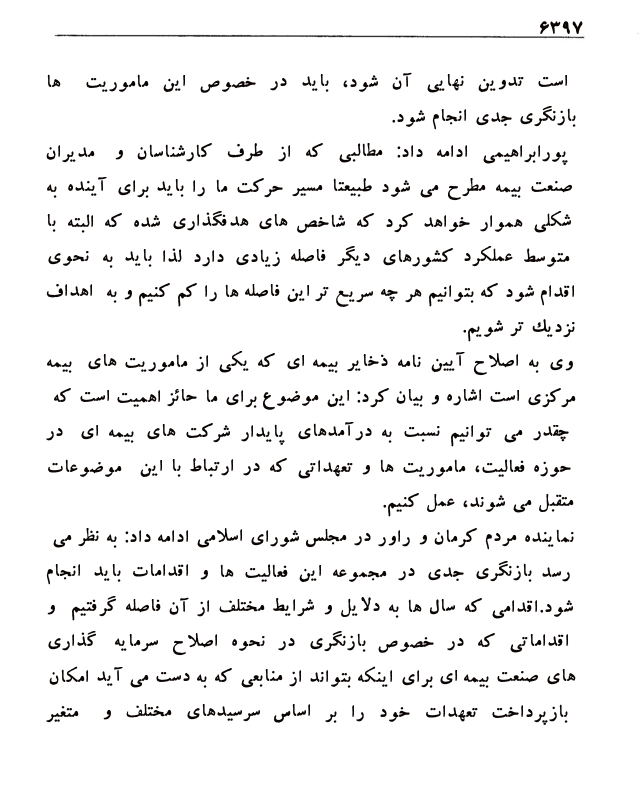 ۶۳۹۷
است تدوین نهایی آن شود، باید در خصوص این ماموریت ها
بازنگری جدی انجام شود.
پورابراهیمی ادامه داد: مطالبی که از طرف کارشناسان و مدیران
صنعت بیمه مطرح می شود طبیعتا مسیر حرکت ما را باید برای آینده به
شکلی هموار خواهد کرد که شاخص های هدفگذاری شده که البته با
متوسط عملکرد کشورهای دیگر فاصله زیادی دارد لذا باید به نحوی
اقدام شود که بتوانیم هر چه سریع تر این فاصله ها را کم کنیم و به اهداف
نزدیك تر شویم.
وی به اصلاح آیین نامه ذخایر بیمه ای که یکی از ماموریت های بیمه
مرکزی است اشاره و بیان کرد: این موضوع برای ما حائز اهمیت است که
چقدر می توانیم نسبت به درآمدهای پایدار شرکت های بیمه ای در
حوزه فعالیت، ماموریت ها و تعهداتی که در ارتباط با این موضوعات
متقبل می شوند، عمل کنیم.
نماینده مردم کرمان و راور در مجلس شورای اسلامی ادامه داد: به نظر می
رسد بازنگری جدی در مجموعه این فعالیت ها و اقدامات باید انجام
شود.اقدامی که سال ها به دلایل و شرایط مختلف از آن فاصله گرفتیم و
اقداماتی که در خصوص بازنگری در نحوه اصلاح سرمایه گذاری
های صنعت بیمه ای برای اینکه بتواند از منابعی که به دست می آید امکان
بازپرداخت تعهدات خود را بر اساس سرسیدهای مختلف و متغیر